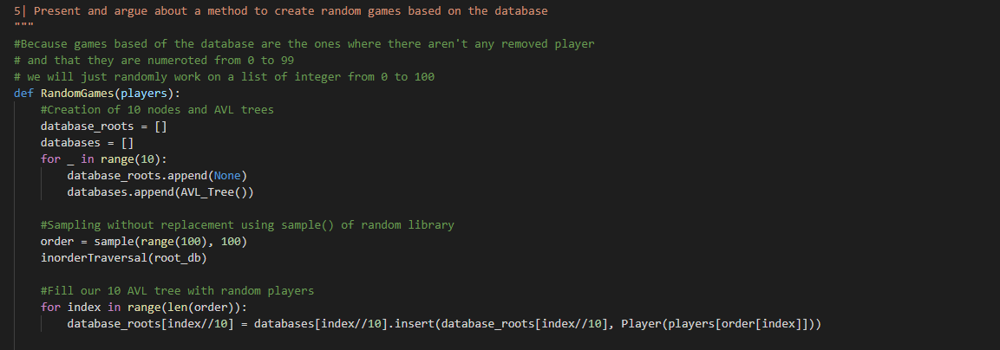 5| Present and argue about a method to create random games based on the database
"""
#Because games based of the database are the ones where there aren't any removed player
# and that they are numeroted from 0 to 99
# we will just randomly work on a list of integer from 0 to 100
def RandomGames(players):
    #Creation of 10 nodes and AVL trees
    database_roots = []
    databases = []
    for _ in range(10):
        database_roots.append(None)
        databases.append(AVL_Tree())

    #Sampling without replacement using sample() of random library
    order = sample(range(100), 100)
    inorderTraversal(root_db)

    #Fill our 10 AVL tree with random players
    for index in range(len(order)):
        database_roots[index//10] = databases[index//10].insert(database_roots[index//10], Player(players[order[index]]))